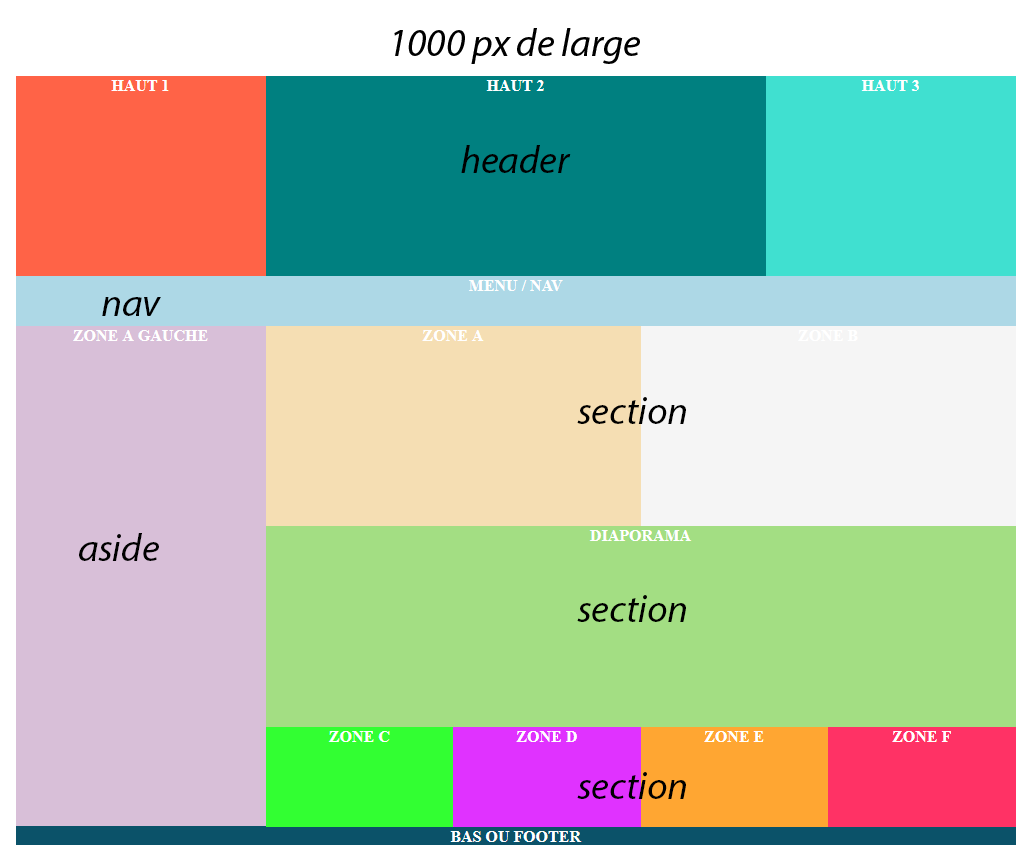 1000 px de large
HAUT 1
HAUT 2
HAUT 3
header
MENU / NAV
nav
ZONE A GAUCHE
ZONE A
ZONE B
section
DIAPORAMA
aside
section
ZONE C
ZONE D
ZONE E
ZONE F
section
BAS OU FOOTER